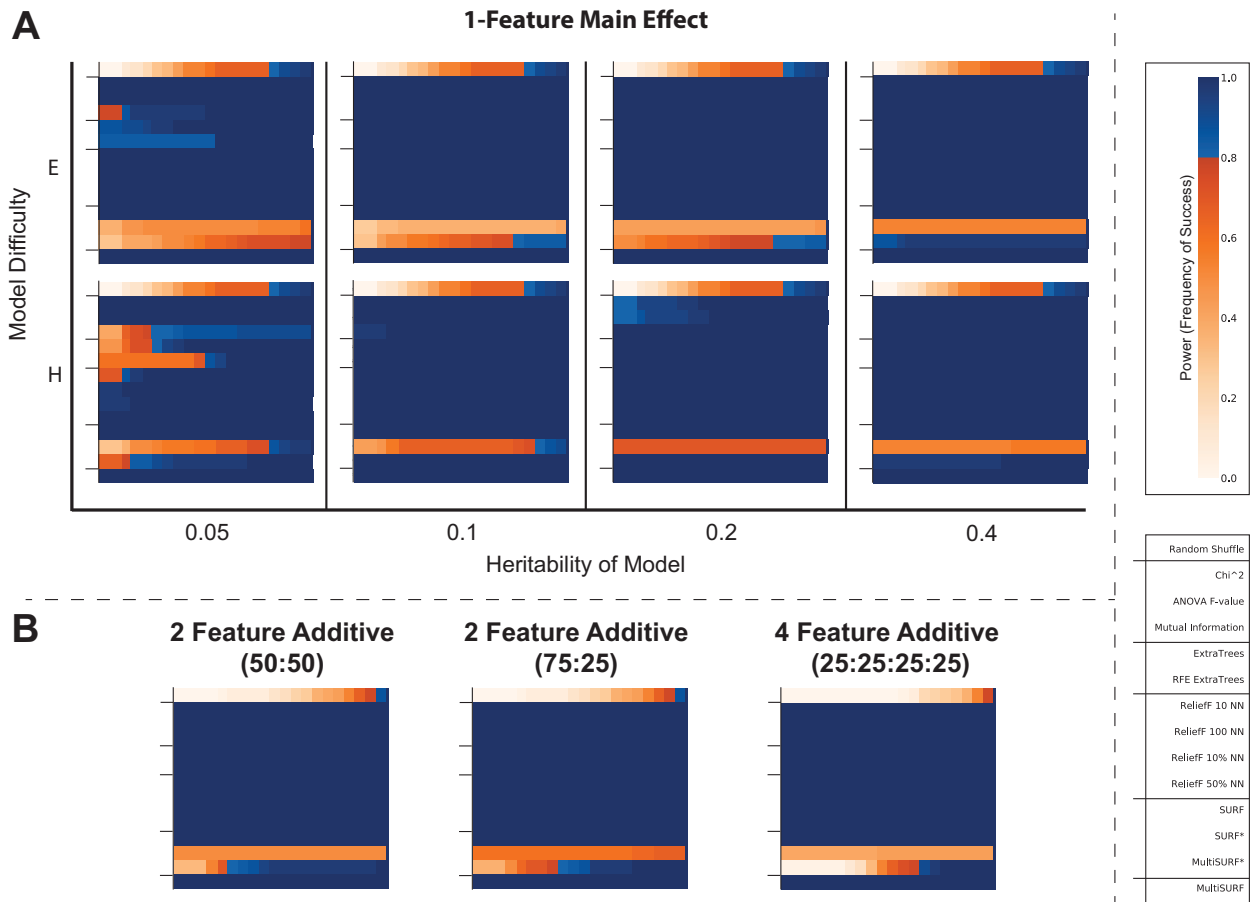 A
1-Feature Main Effect
Model Difficulty
E
H
0.05
0.1
0.2
0.4
Heritability of Model
B
2 Feature Additive
(50:50)
2 Feature Additive
(75:25)
4 Feature Additive
(25:25:25:25)
Power (Frequency of Success)
1.0
0.8
0.6
0.4
0.2
0.0
Random Shuffle
Chi^2
ANOVA F-value
Mutual Information
ExtraTrees
RFE ExtraTrees
ReliefF 10 NN
ReliefF 100 NN
ReliefF 10% NN
ReliefF 50% NN
SURF
SURF*
MultiSURF*
MultiSURF